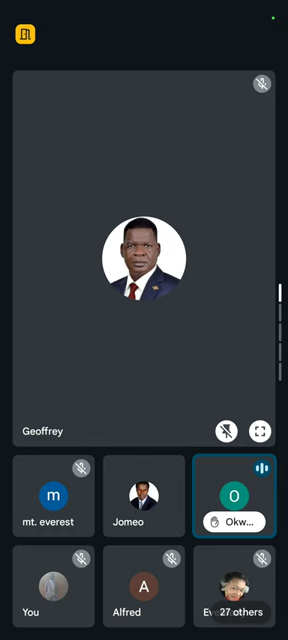 Geoffrey
m
mt. everest
Jomeo
O
Okw...
You
A
Alfred
27 others